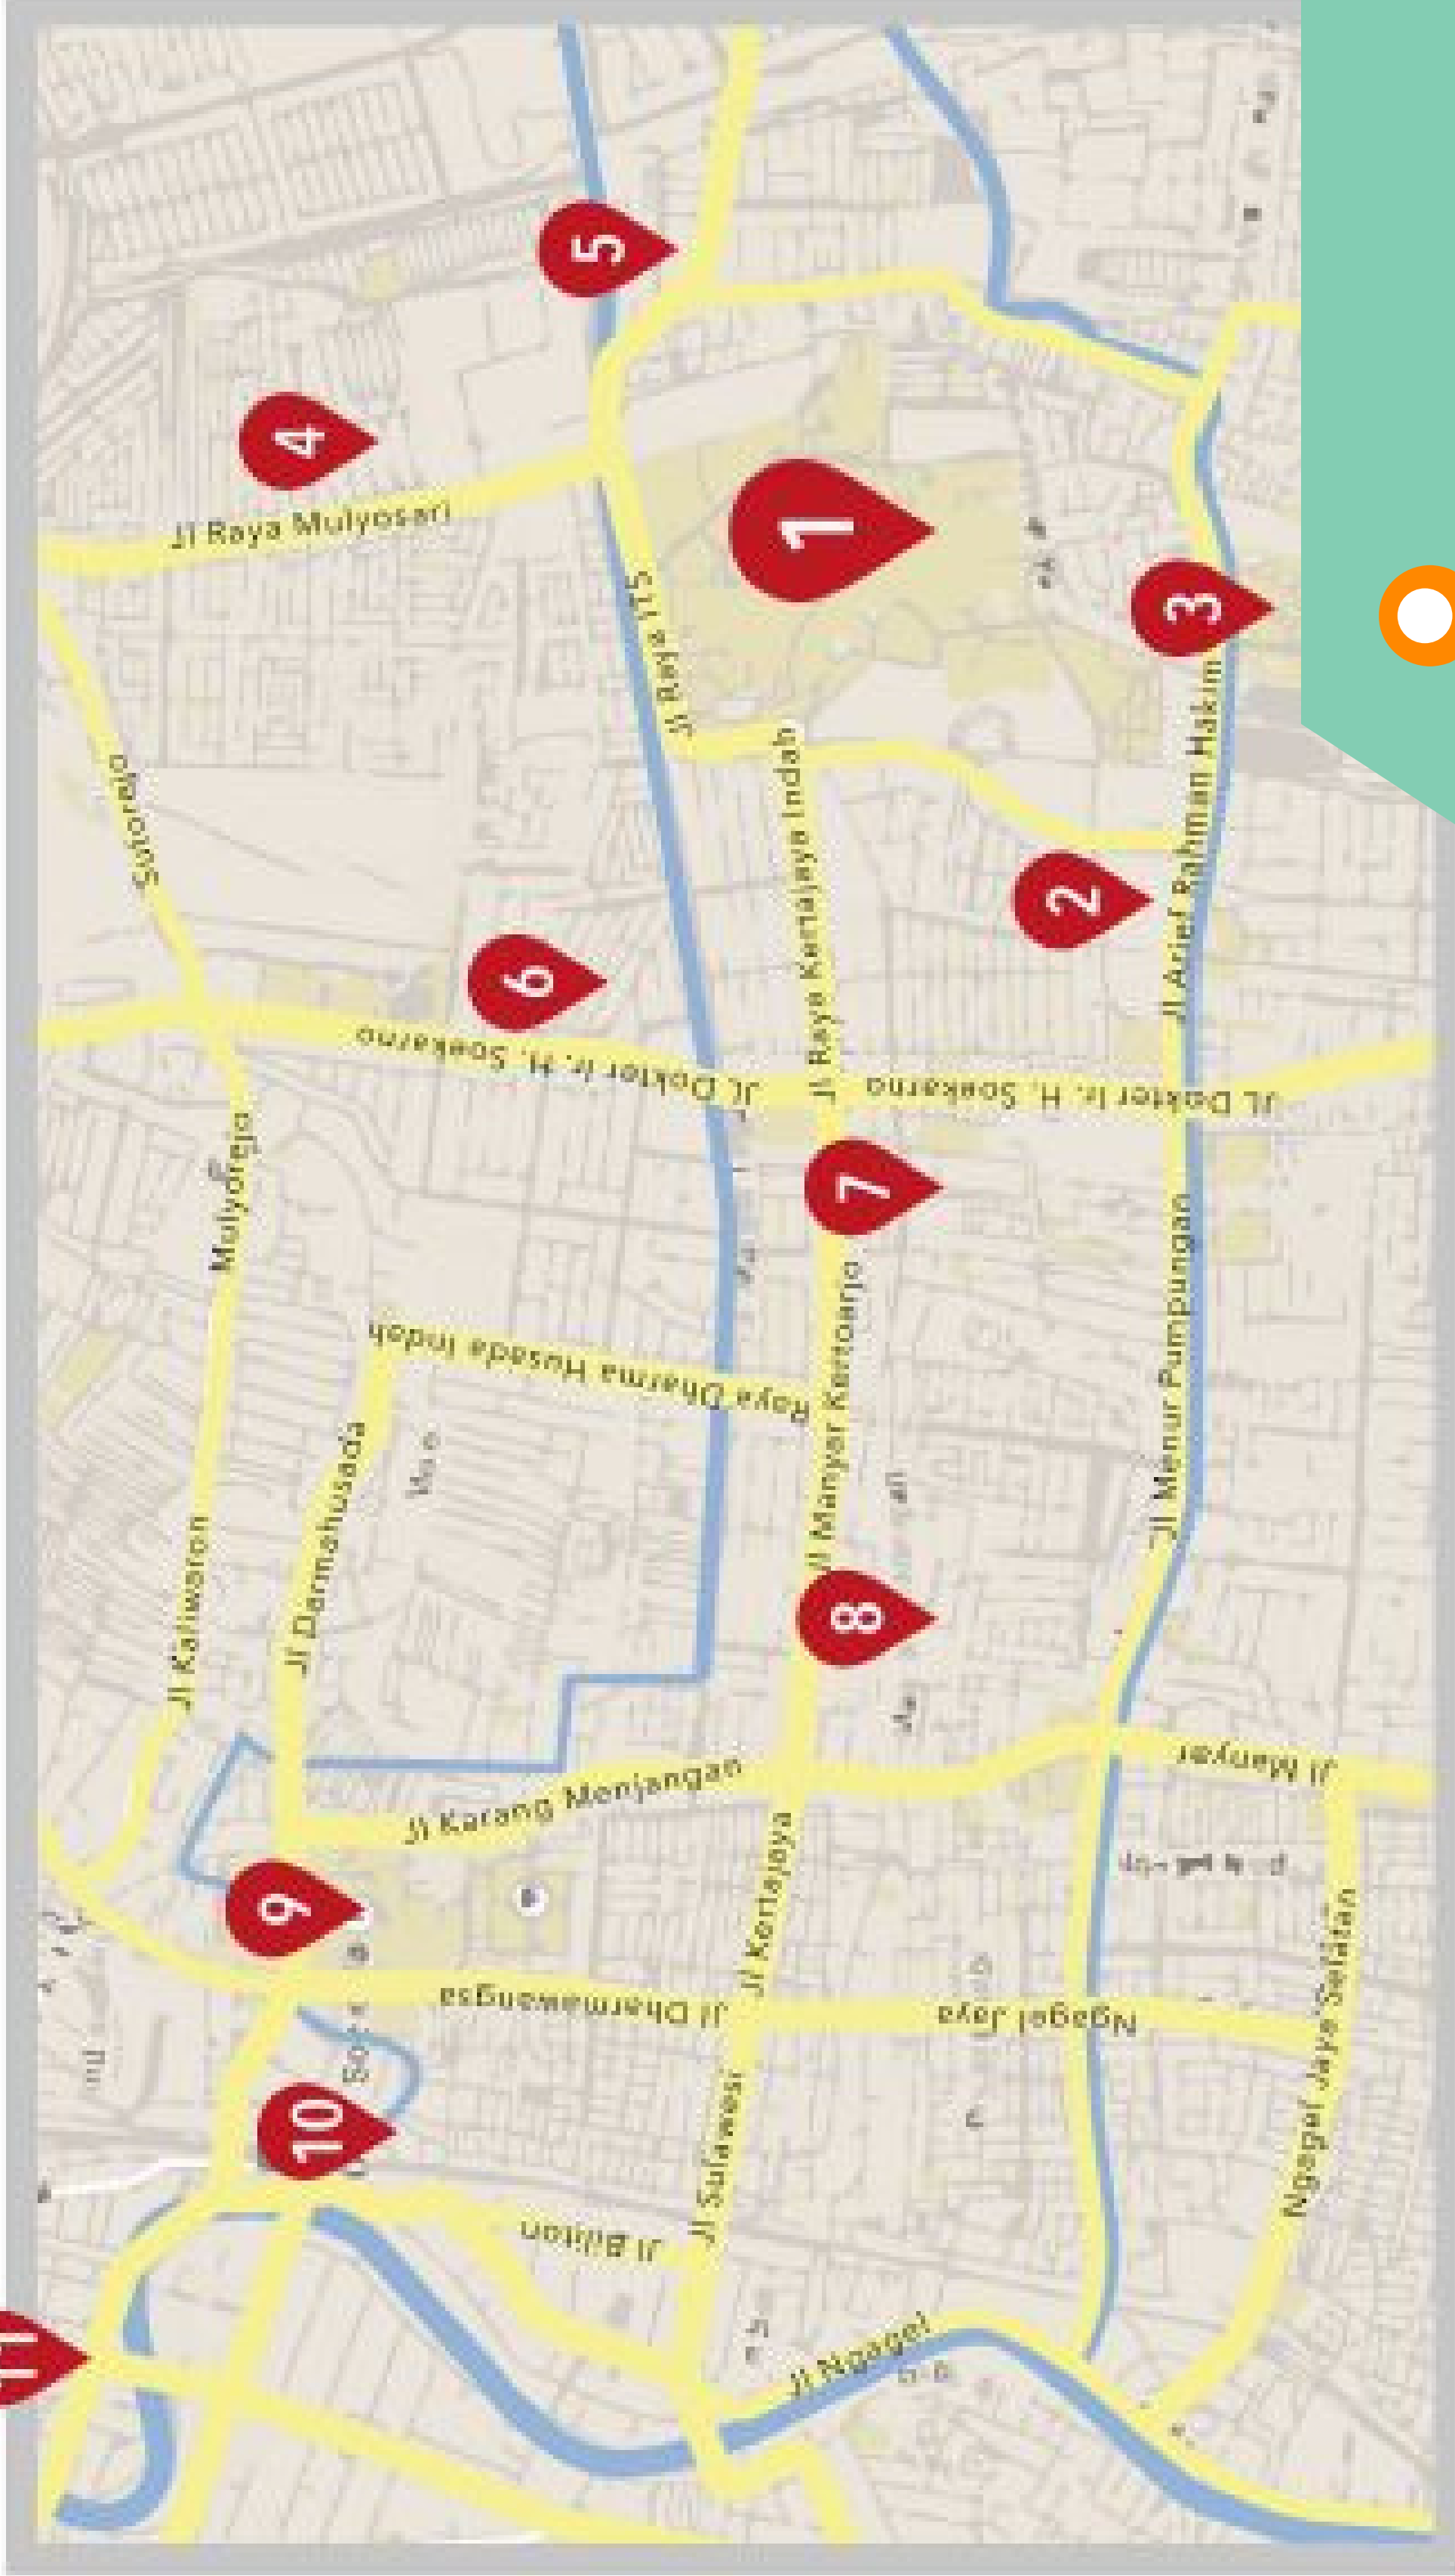 11
10
9
Jl Kaliwaron
Mulyorejo
Sutorejo
Jl Raya Mulyosari
4
Jl Darmahusada
Jl Karang Menjangan
Jl Dharmawangsa
Jl Biliton
Raya Dharma Husada Indah
JL Dokter Ir. H. Soekarno
6
5
Jl Raya ITS
1
Jl Sulawesi
Jl Kertajaya
8
Jl Manyar Kertoarjo
7
Jl Raya Kertajaya Indah
JL Dokter Ir. H. Soekarno
Jl Ngagel
Ngagel Jaya
Jl Manyar
Jl Menur Pumpungan
2
Jl Arief Rahman Hakim
3
Ngagel Jaya Selatan